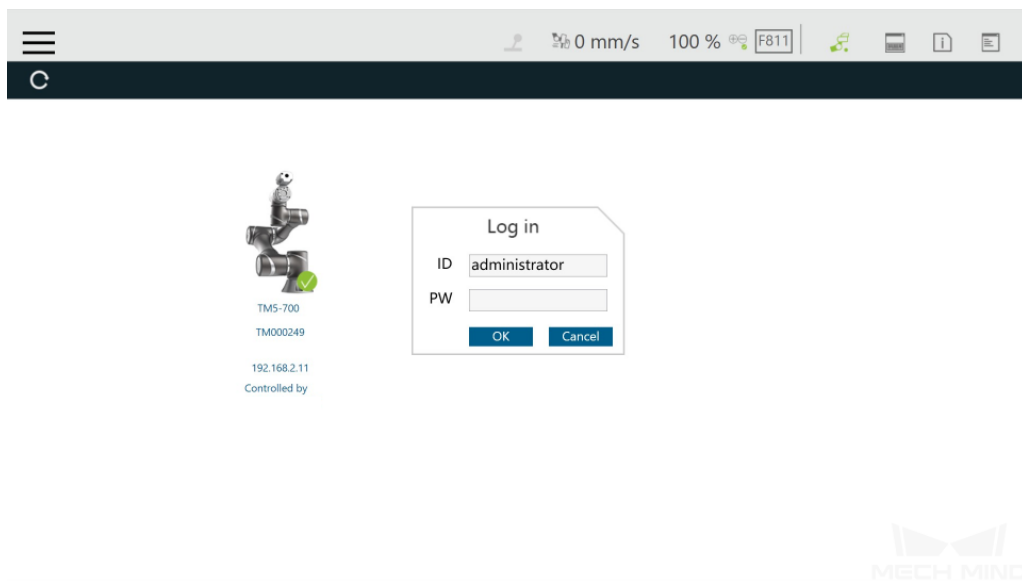 0 mm/s 100 % F811
Log in
ID administrator
PW
OK Cancel
TM5-700
TM000249
192.168.2.11
Controlled by
MECH MIND